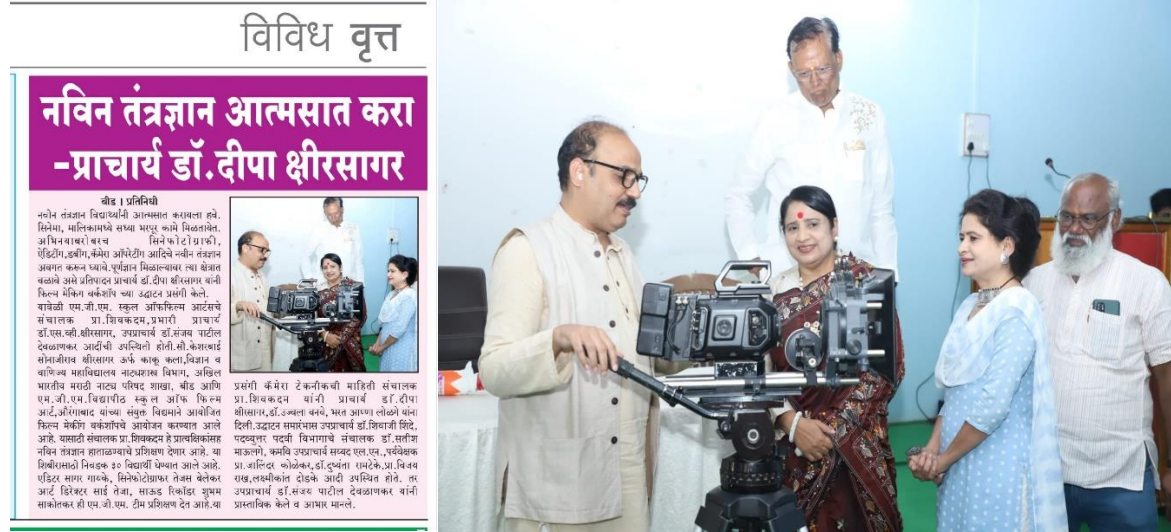 विविध वृत्त
नविन तंत्रज्ञान आत्मसात करा
-प्राचार्य डॉ.दीपा क्षीरसागर
बीड । प्रतिनिधी
नवीन तंत्रज्ञान विद्यार्थ्यांनी आत्मसात करायला हवे.
सिनेमा, मालिकामध्ये सध्या भरपूर कामे मिळतायेत.
अभिनयाबरोबरच सिनेफोटोग्राफी,
ऐडिटींग,डबींग,कॅमेरा ऑपरेटींग आदिचे नवीन तंत्रज्ञान
अवगत करून घ्यावे.पूर्णज्ञान मिळाल्यावर त्या क्षेत्रात
वळावे असे प्रतिपादन प्राचार्य डॉ.दीपा क्षीरसागर यांनी
फिल्म मेकिंग वर्कशॉप च्या उद्घाटन प्रसंगी केले.
यावेळी एम.जी.एम. स्कुल ऑफफिल्म आर्टसचे
संचालक प्रा.शिवकदम,प्रभारी प्राचार्य
डॉ.एस.व्ही.क्षीरसागर, उपप्राचार्य डॉ.संजय पाटील
देवळाणकर आदींची उपस्थिती होती.सौ.केशरबाई
सोनाजीराव क्षीरसागर ऊर्फ काकू कला,विज्ञान व
वाणिज्य महाविद्यालय नाट्यशास्त्र विभाग, अखिल
भारतीय मराठी नाट्य परिषद शाखा, बीड आणि
एम.जी.एम.विद्यापीठ स्कुल ऑफ फिल्म
आर्ट,औरंगाबाद यांच्या संयुक्त विद्यमाने आयोजित
फिल्म मेकींग वर्कशॉपचे आयोजन करण्यात आले
आहे. यासाठी संचालक प्रा.शिवकदम हे प्रात्यक्षिकांसह
नविन तंत्रज्ञान हाताळण्याचे प्रशिक्षण देणार आहे. या
शिबीरासाठी निवडक ३० विद्यार्थी घेण्यात आले आहे.
एडिटर सागर गायके, सिनेफोटोग्राफर तेजस बेलेकर
आर्ट डिरेक्टर साई तेजा, साऊड रिकॉडर शुभम
साकोतकर ही एम.जी.एम. टीम प्रशिक्षण देत आहे.या
प्रसंगी कॅमेरा टेकनीकची माहिती संचालक
प्रा.शिवकदम यांनी प्राचार्य डॉ.दीपा
क्षीरसागर,डॉ.उज्वला वनवे, भरत आण्णा लोळगे यांना
दिली.उद्घाटन समारंभास उपप्राचार्य डॉ.शिवाजी शिंदे,
पदव्युत्तर पदवी विभागाचे संचालक डॉ.सतीश
माऊलगे, कमवि उपप्राचार्य सय्यद एल.एन.,पर्यवेक्षक
प्रा.जालिंदर कोळेकर,डॉ.दुष्यंता रामटेके,प्रा.विजय
राख,लक्ष्मीकांत दोडके आदी उपस्थित होते. तर
उपप्राचार्य डॉ.संजय पाटील देवळाणकर यांनी
प्रास्ताविक केले व आभार मानले.